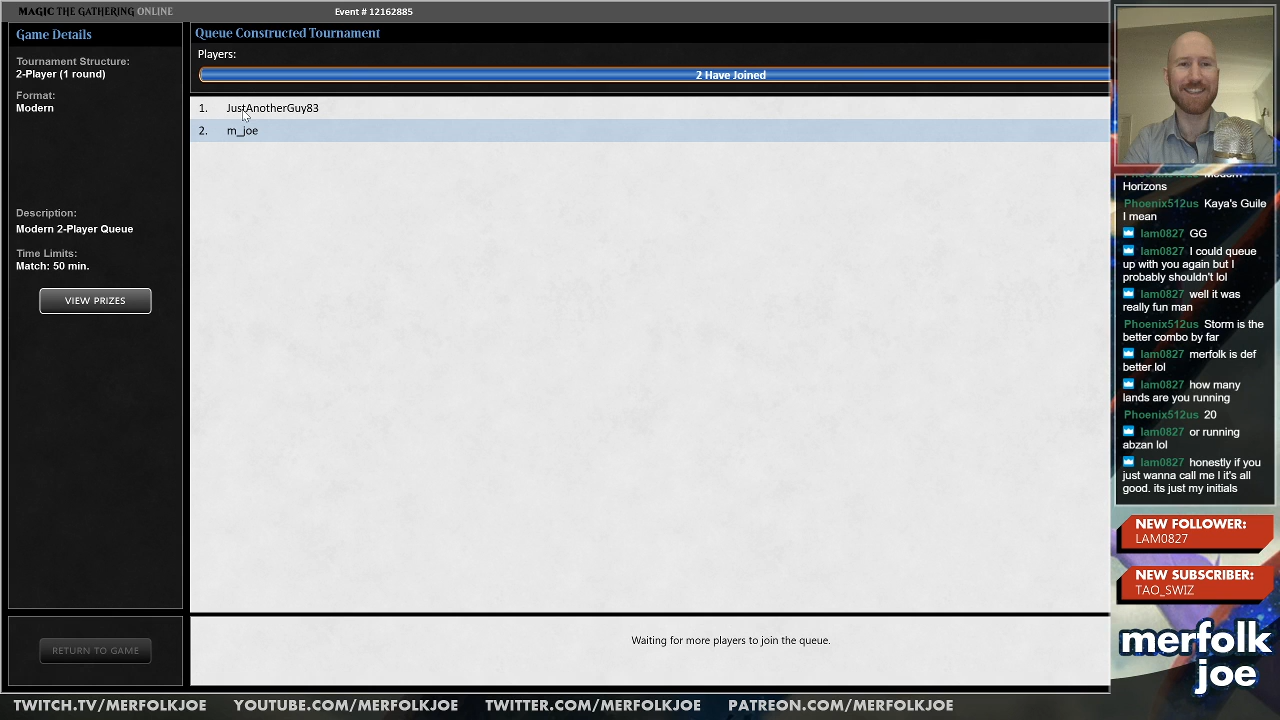 MAGIC THE GATHERING ONLINE
Event # 12162885
Game Details
Tournament Structure:
2-Player (1 round)
Format:
Modern
Description:
Modern 2-Player Queue
Time Limits:
Match: 50 min.
VIEW PRIZES
RETURN TO GAME
Queue Constructed Tournament
Players:
2 Have Joined
1. JustAnotherGuy83
2. m_joe
Waiting for more players to join the queue.
Phoenix512us Modern
Horizons
Phoenix512us Kaya's Guile
I mean
lam0827 GG
lam0827 I could queue
up with you again but I
probably shouldn't lol
lam0827 well it was
really fun man
Phoenix512us Storm is the
better combo by far
lam0827 merfolk is def
better lol
lam0827 how many
lands are you running
Phoenix512us 20
lam0827 or running
abzan lol
lam0827 honestly if you
just wanna call me l it's all
good. its just my initials
NEW FOLLOWER:
LAM0827
NEW SUBSCRIBER:
TAO_SWIZ
merfolk
joe
TWITCH.TV/MERFOLKJOE YOUTUBE.COM/MERFOLKJOE TWITTER.COM/MERFOLKJOE PATREON.COM/MERFOLKJOE